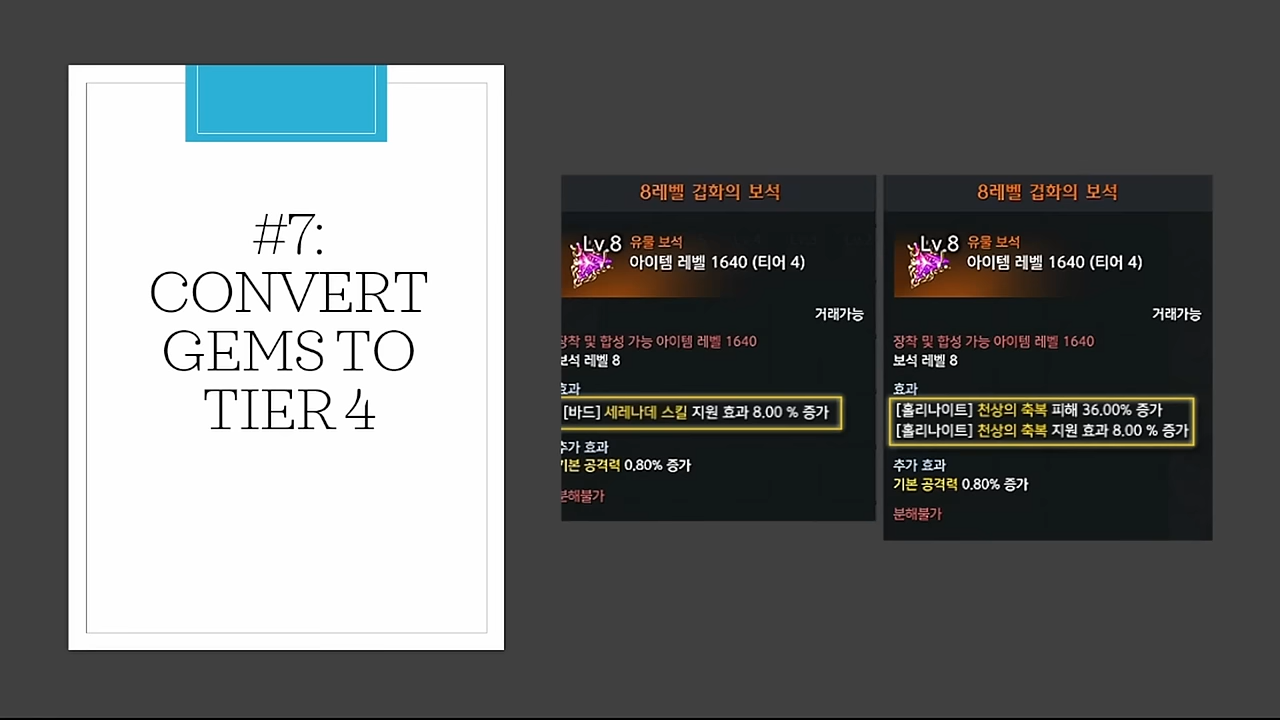 #7:
CONVERT
GEMS TO
TIER 4
8레벨 겁화의 보석
Lv.8 유물 보석
아이템 레벨 1640 (티어 4)
거래가능
장착 및 합성 가능 아이템 레벨 1640
보석 레벨 8
효과
[바드] 세레나데 스킬 지원 효과 8.00 % 증가
추가 효과
기본 공격력 0.80% 증가
분해불가
8레벨 겁화의 보석
Lv.8 유물 보석
아이템 레벨 1640 (티어 4)
거래가능
장착 및 합성 가능 아이템 레벨 1640
보석 레벨 8
효과
[홀리나이트] 천상의 축복 피해 36.00% 증가
[홀리나이트] 천상의 축복 지원 효과 8.00 % 증가
추가 효과
기본 공격력 0.80% 증가
분해불가